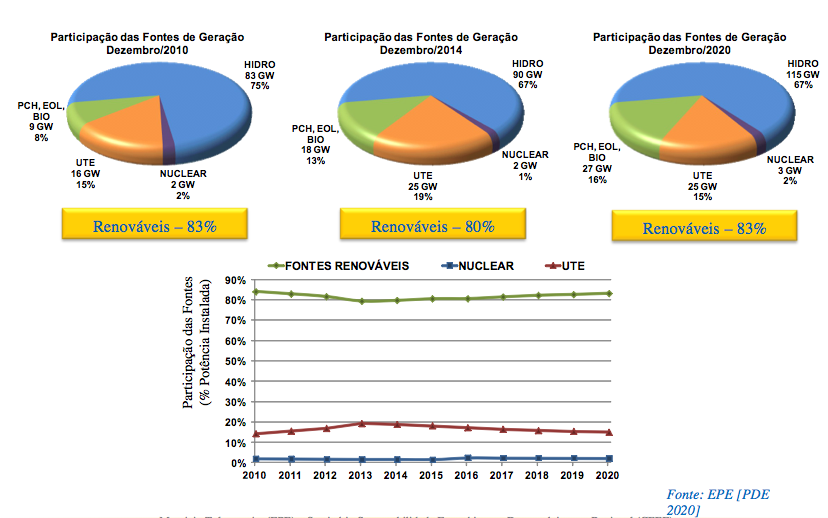 Participação das Fontes de Geração
Dezembro/2010
HIDRO
83 GW
75%
PCH, EOL,
BIO
9 GW
8%
UTE
16 GW
15%
NUCLEAR
2 GW
2%
Renováveis – 83%
Participação das Fontes de Geração
Dezembro/2014
HIDRO
90 GW
67%
PCH, EOL,
BIO
18 GW
13%
UTE
25 GW
19%
NUCLEAR
2 GW
1%
Renováveis – 80%
Participação das Fontes de Geração
Dezembro/2020
HIDRO
115 GW
67%
PCH, EOL,
BIO
27 GW
16%
UTE
25 GW
15%
NUCLEAR
3 GW
2%
Renováveis – 83%
FONTES RENOVÁVEIS NUCLEAR UTE
Participação das Fontes
(% Potência Instalada)
90%
80%
70%
60%
50%
40%
30%
20%
10%
0%
2010 2011 2012 2013 2014 2015 2016 2017 2018 2019 2020
Fonte: EPE [PDE
2020]